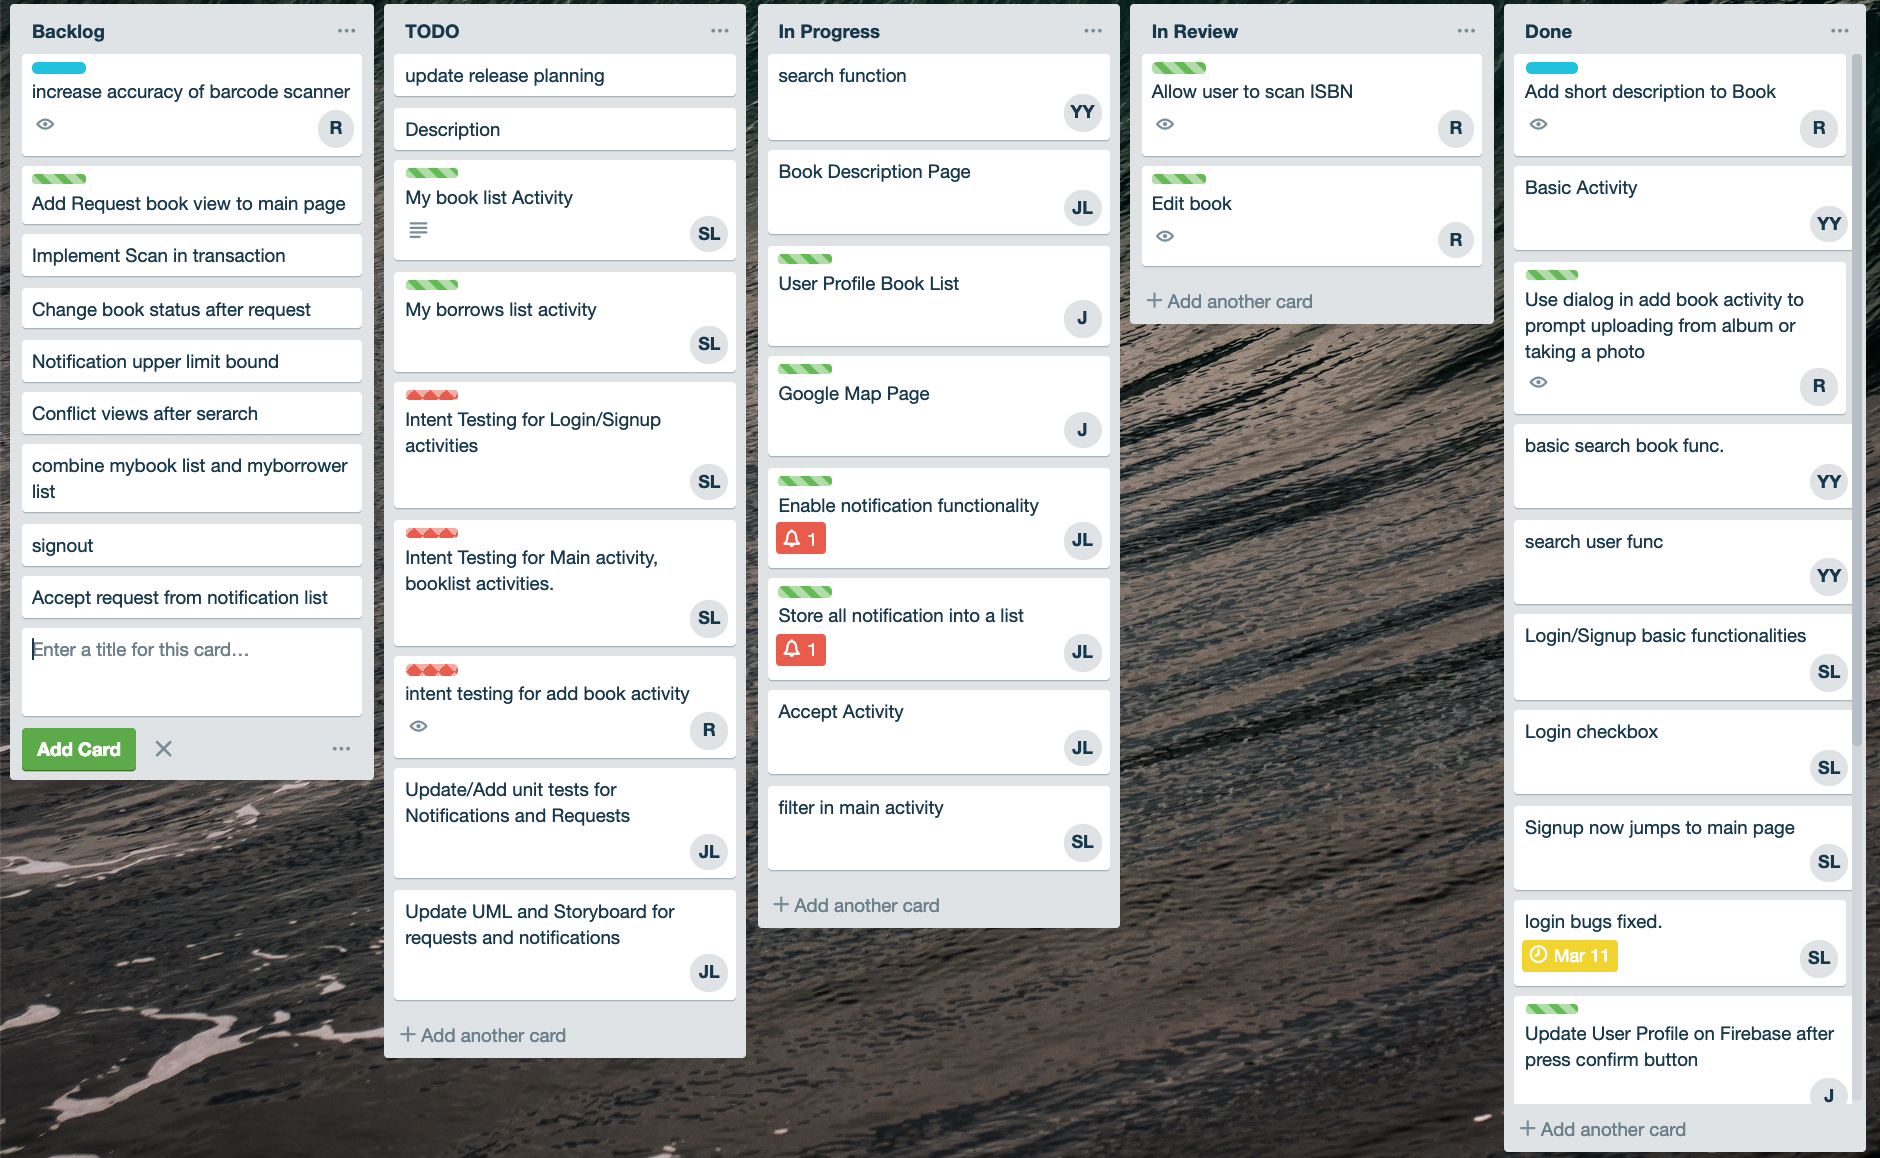 Backlog
increase accuracy of barcode scanner
R
Add Request book view to main page
Implement Scan in transaction
Change book status after request
Notification upper limit bound
Conflict views after serarch
combine mybook list and myborrower
list
signout
Accept request from notification list
Enter a title for this card…
Add Card
TODO
update release planning
Description
My book list Activity
SL
My borrows list activity
SL
Intent Testing for Login/Signup
activities
SL
Intent Testing for Main activity,
booklist activities.
SL
intent testing for add book activity
R
Update/Add unit tests for
Notifications and Requests
JL
Update UML and Storyboard for
requests and notifications
JL
+ Add another card
In Progress
search function
YY
Book Description Page
JL
User Profile Book List
J
Google Map Page
J
Enable notification functionality
1
JL
Store all notification into a list
1
JL
Accept Activity
JL
filter in main activity
SL
+ Add another card
In Review
Allow user to scan ISBN
R
Edit book
R
+ Add another card
Done
Add short description to Book
R
Basic Activity
YY
Use dialog in add book activity to
prompt uploading from album or
taking a photo
R
basic search book func.
YY
search user func
YY
Login/Signup basic functionalities
SL
Login checkbox
SL
Signup now jumps to main page
SL
login bugs fixed.
Mar 11
SL
Update User Profile on Firebase after
press confirm button
J
+ Add another card